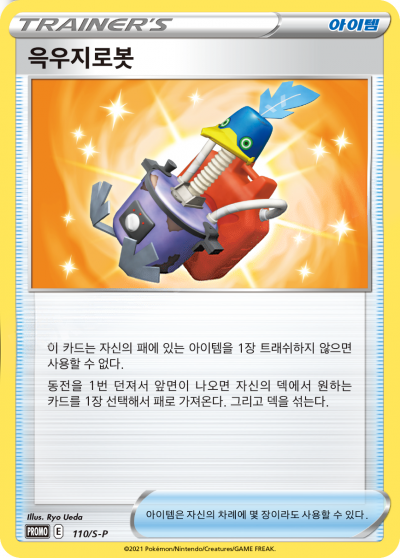 TRAINER'S
아이템
윽우지로봇
이 카드는 자신의 패에 있는 아이템을 1장 트래쉬하지 않으면
사용할 수 없다.
동전을 1번 던져서 앞면이 나오면 자신의 덱에서 원하는
카드를 1장 선택해서 패로 가져온다. 그리고 덱을 섞는다.
Illus. Ryo Ueda
PROMO E 110/S-P
아이템은 자신의 차례에 몇 장이라도 사용할 수 있다.
©2021 Pokémon/Nintendo/Creatures/GAME FREAK.